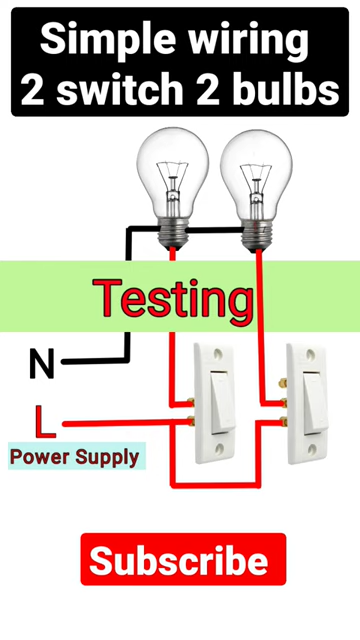 Simple wiring
2 switch 2 bulbs
Testing
N
L
Power Supply
Subscribe